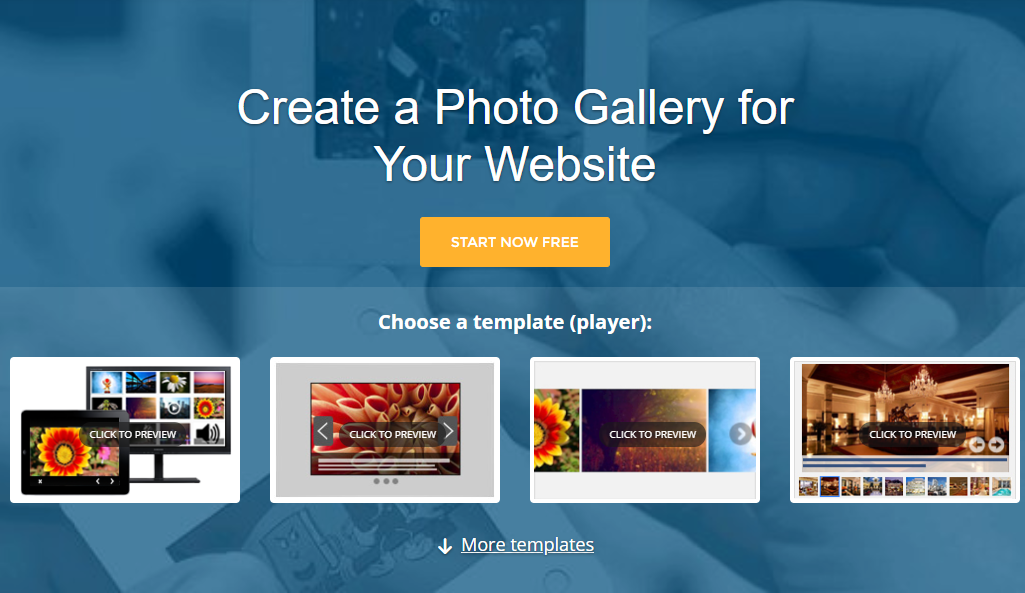 Create a Photo Gallery for
Your Website
START NOW FREE
Choose a template (player):
CLICK TO PREVIEW
CLICK TO PREVIEW
CLICK TO PREVIEW
CLICK TO PREVIEW
More templates